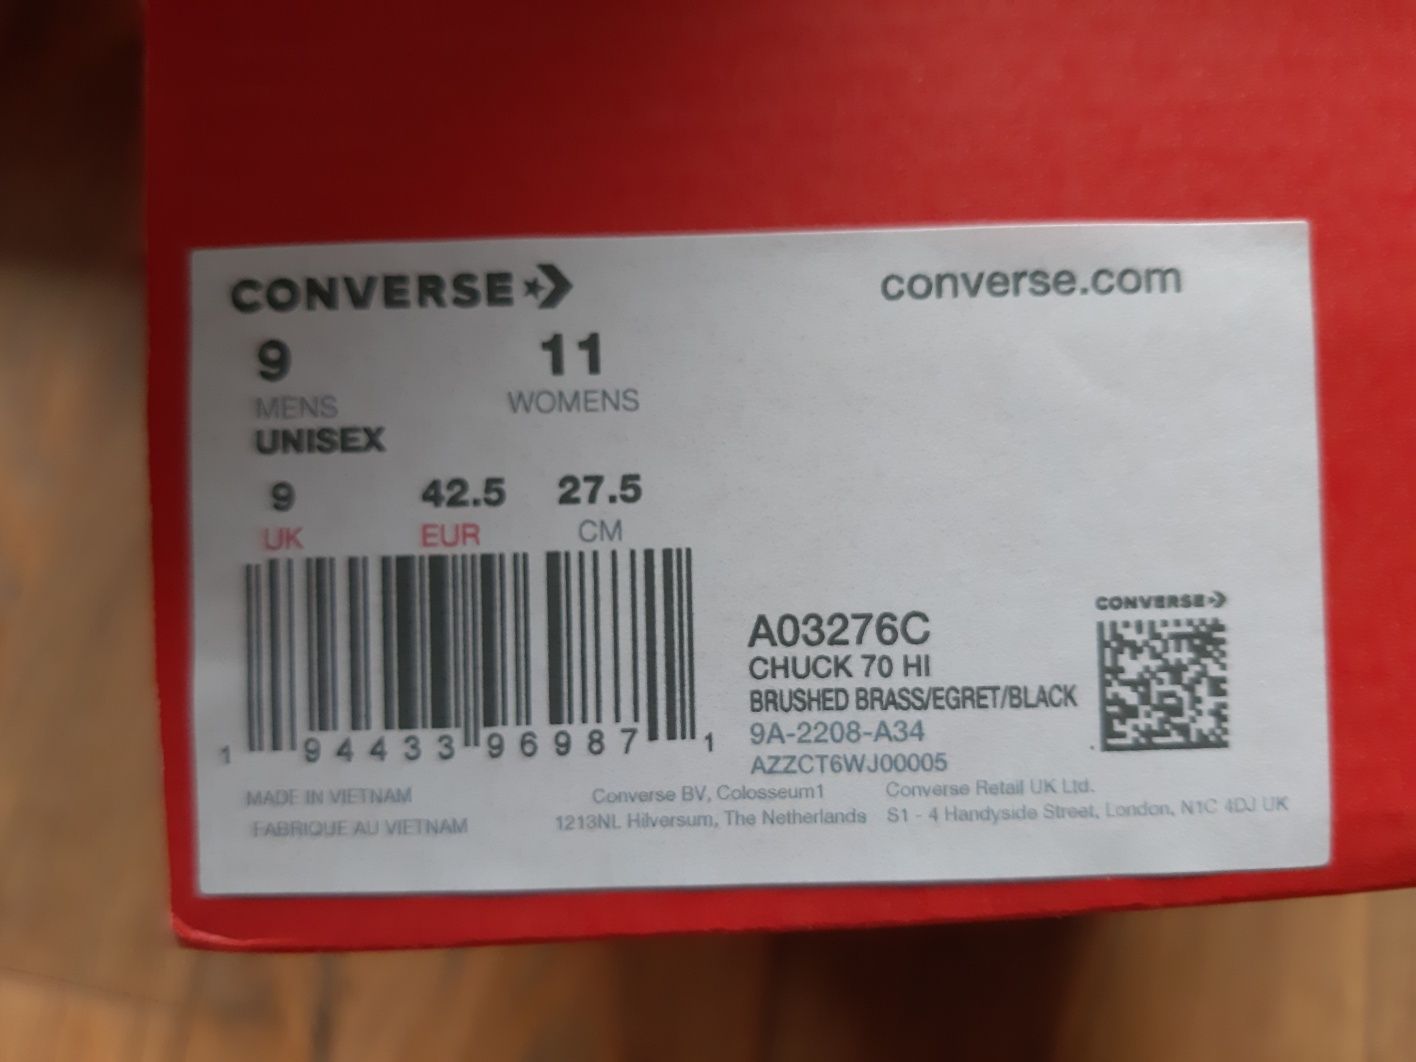 CONVERSE converse.com
9 11
MENS WOMENS
UNISEX
9 42.5 27.5
UK EUR CM
1 94433 96987 1
A03276C
CHUCK 70 HI
BRUSHED BRASS/EGRET/BLACK
9A-2208-A34
AZZCT6WJ00005
CONVERSE
MADE IN VIETNAM
FABRIQUE AU VIETNAM
Converse BV, Colosseum1
1213NL Hilversum, The Netherlands
Converse Retail UK Ltd.
S1 - 4 Handyside Street, London, N1C 4DJ UK